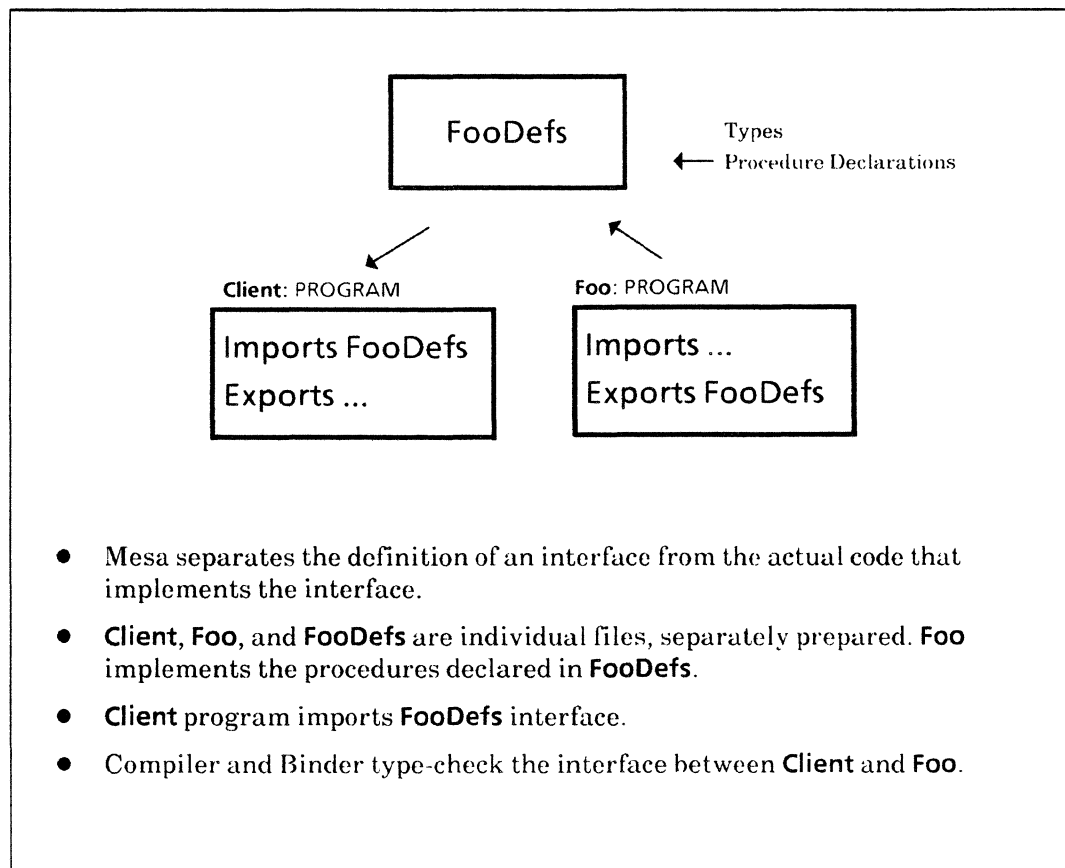 FooDefs
Types
Procedure Declarations
Client: PROGRAM
Foo: PROGRAM
Imports FooDefs
Exports ...
Imports ...
Exports FooDefs
● Mesa separates the definition of an interface from the actual code that
implements the interface.
● Client, Foo, and FooDefs are individual files, separately prepared. Foo
implements the procedures declared in FooDefs.
● Client program imports FooDefs interface.
● Compiler and Binder type-check the interface between Client and Foo.